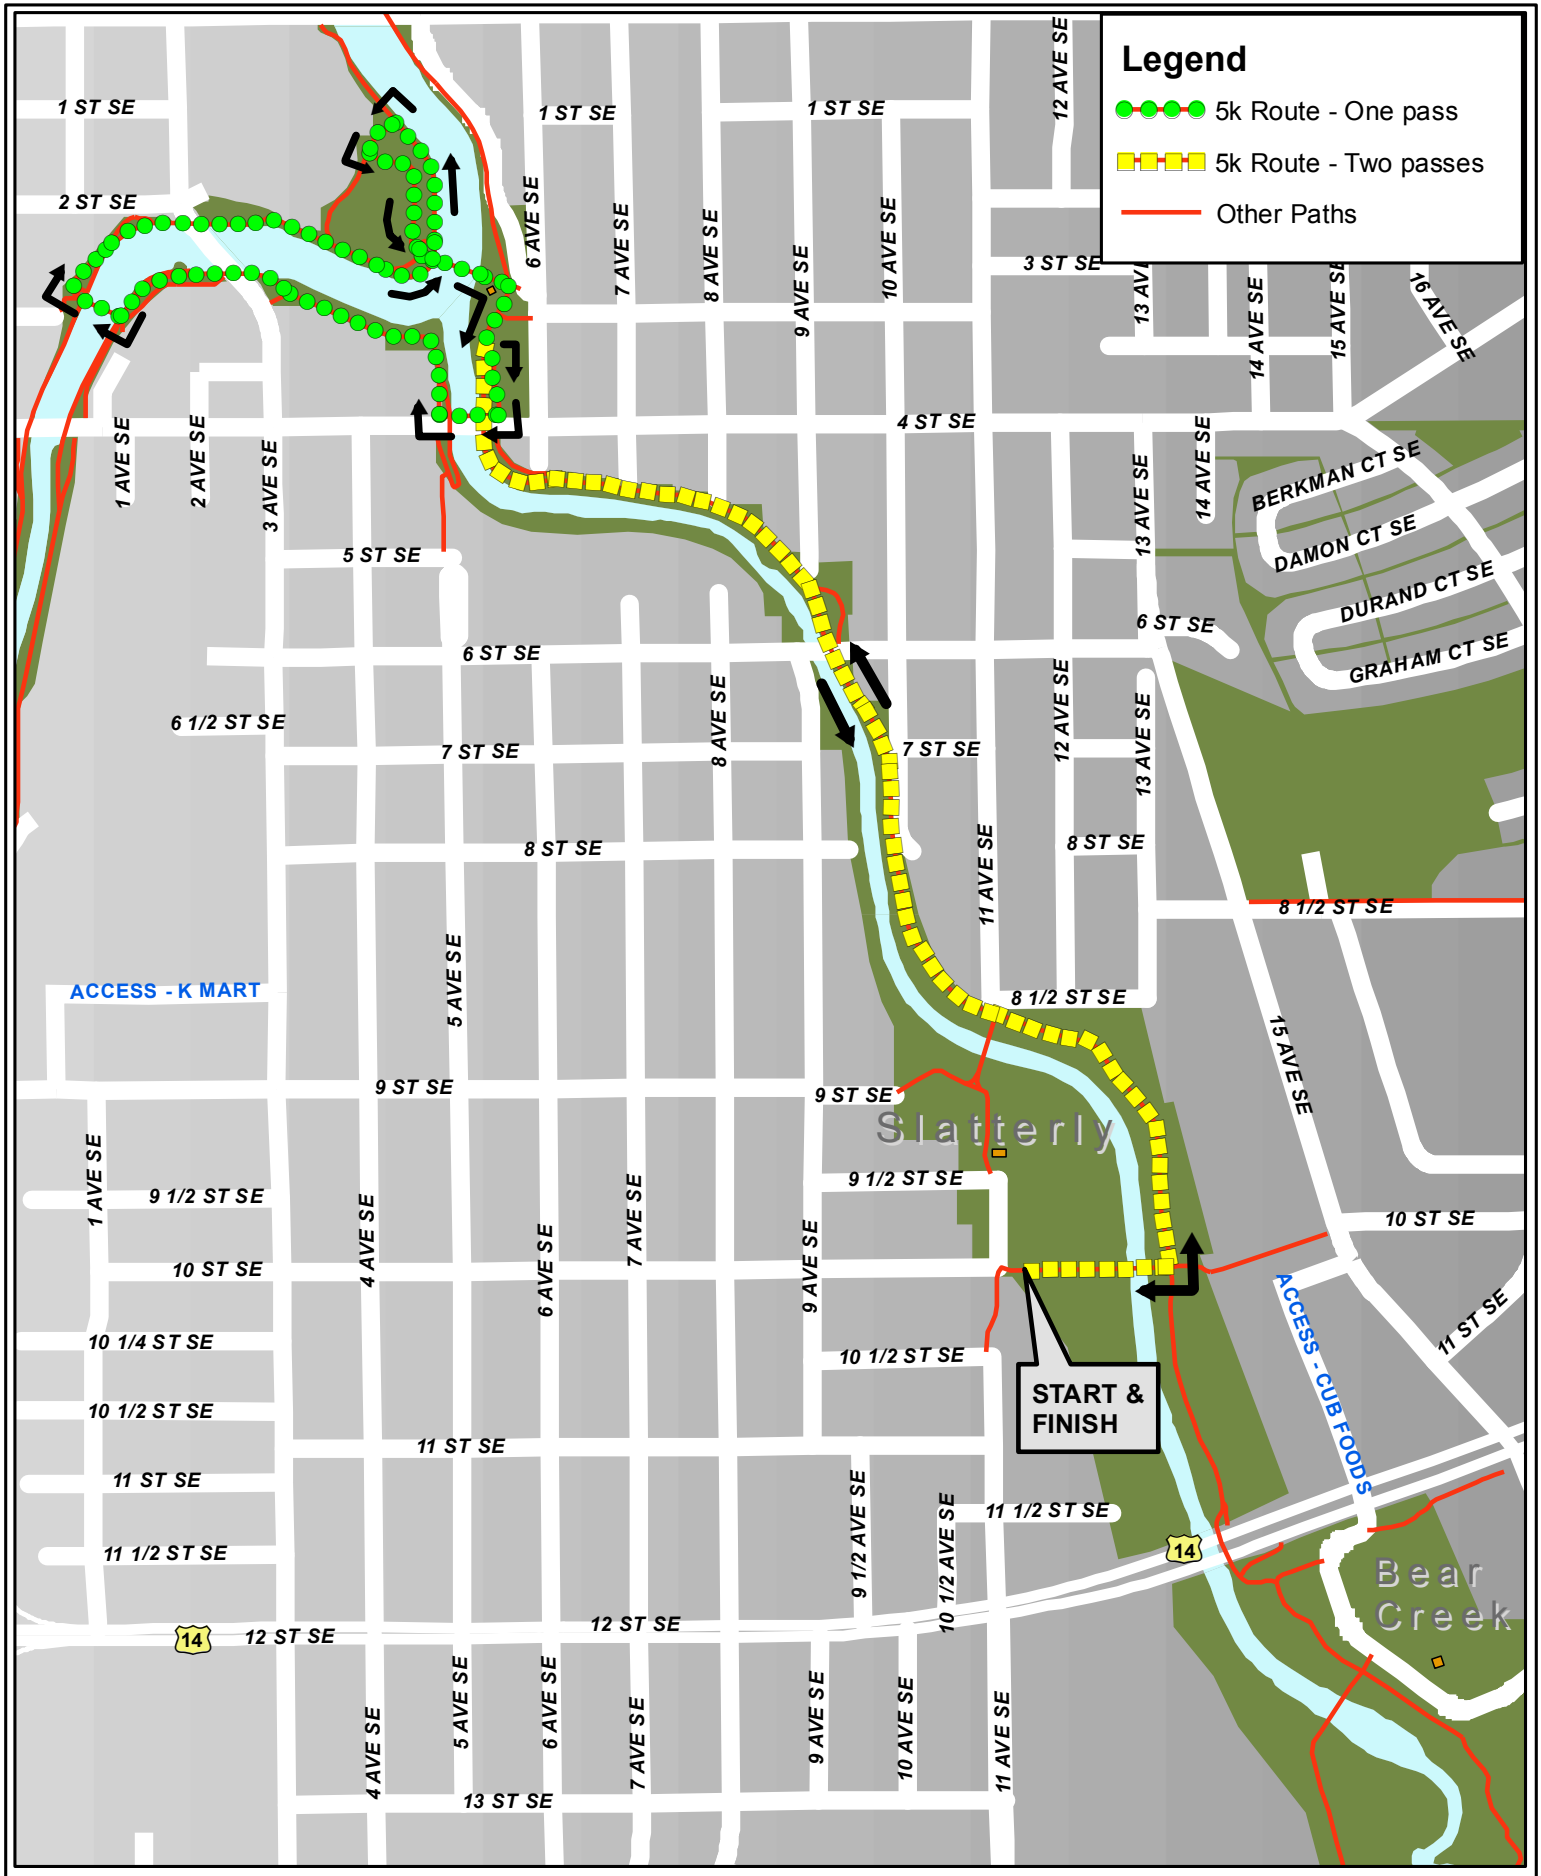 Legend
5k Route - One pass
5k Route - Two passes
Other Paths
12 AVE SE
1 ST SE
1 ST SE
1 ST SE
2 ST SE
6 AVE SE
7 AVE SE
8 AVE SE
9 AVE SE
10 AVE SE
3 ST SE
13 AVE
14 AVE SE
15 AVE SE
16 AVE SE
4 ST SE
1 AVE SE
2 AVE SE
3 AVE SE
13 AVE SE
14 AVE SE
BERKMAN CT SE
DAMON CT SE
DURAND CT SE
GRAHAM CT SE
5 ST SE
6 ST SE
6 ST SE
6 1/2 ST SE
8 AVE SE
12 AVE SE
13 AVE SE
7 ST SE
7 ST SE
8 ST SE
8 ST SE
11 AVE SE
8 1/2 ST SE
5 AVE SE
ACCESS - K MART
8 1/2 ST SE
15 AVE SE
9 ST SE
9 ST SE
Slatterly
1 AVE SE
9 1/2 ST SE
9 1/2 ST SE
4 AVE SE
6 AVE SE
7 AVE SE
9 AVE SE
10 ST SE
10 ST SE
ACCESS - CUB FOODS
11 ST SE
10 1/4 ST SE
10 1/2 ST SE
START &
FINISH
10 1/2 ST SE
11 ST SE
11 ST SE
9 1/2 AVE SE
10 1/2 AVE SE
11 1/2 ST SE
11 1/2 ST SE
14
Bear
Creek
14
12 ST SE
12 ST SE
4 AVE SE
5 AVE SE
6 AVE SE
7 AVE SE
9 AVE SE
10 AVE SE
11 AVE SE
13 ST SE